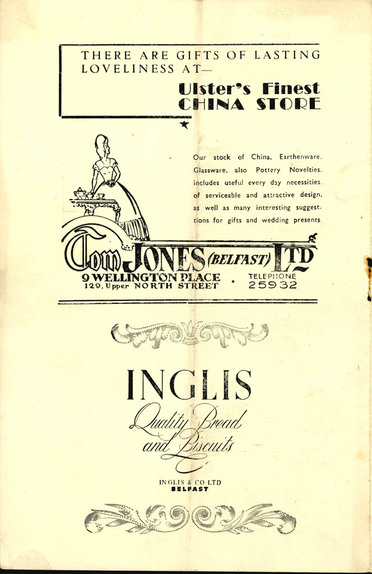 THERE ARE GIFTS OF LASTING
LOVELINESS AT—
Ulster's Finest
CHINA STORE
Our stock of China, Earthenware,
Glassware, also Pottery Novelties,
includes useful every day necessities
of serviceable and attractive design,
as well as many interesting suggest-
tions for gifts and wedding presents
Tom JONES (BELFAST) LTD
9 WELLINGTON PLACE
129, Upper NORTH STREET
TELEPHONE
25932
INGLIS
Quality Bread
and Biscuits
INGLIS & CO LTD
BELFAST